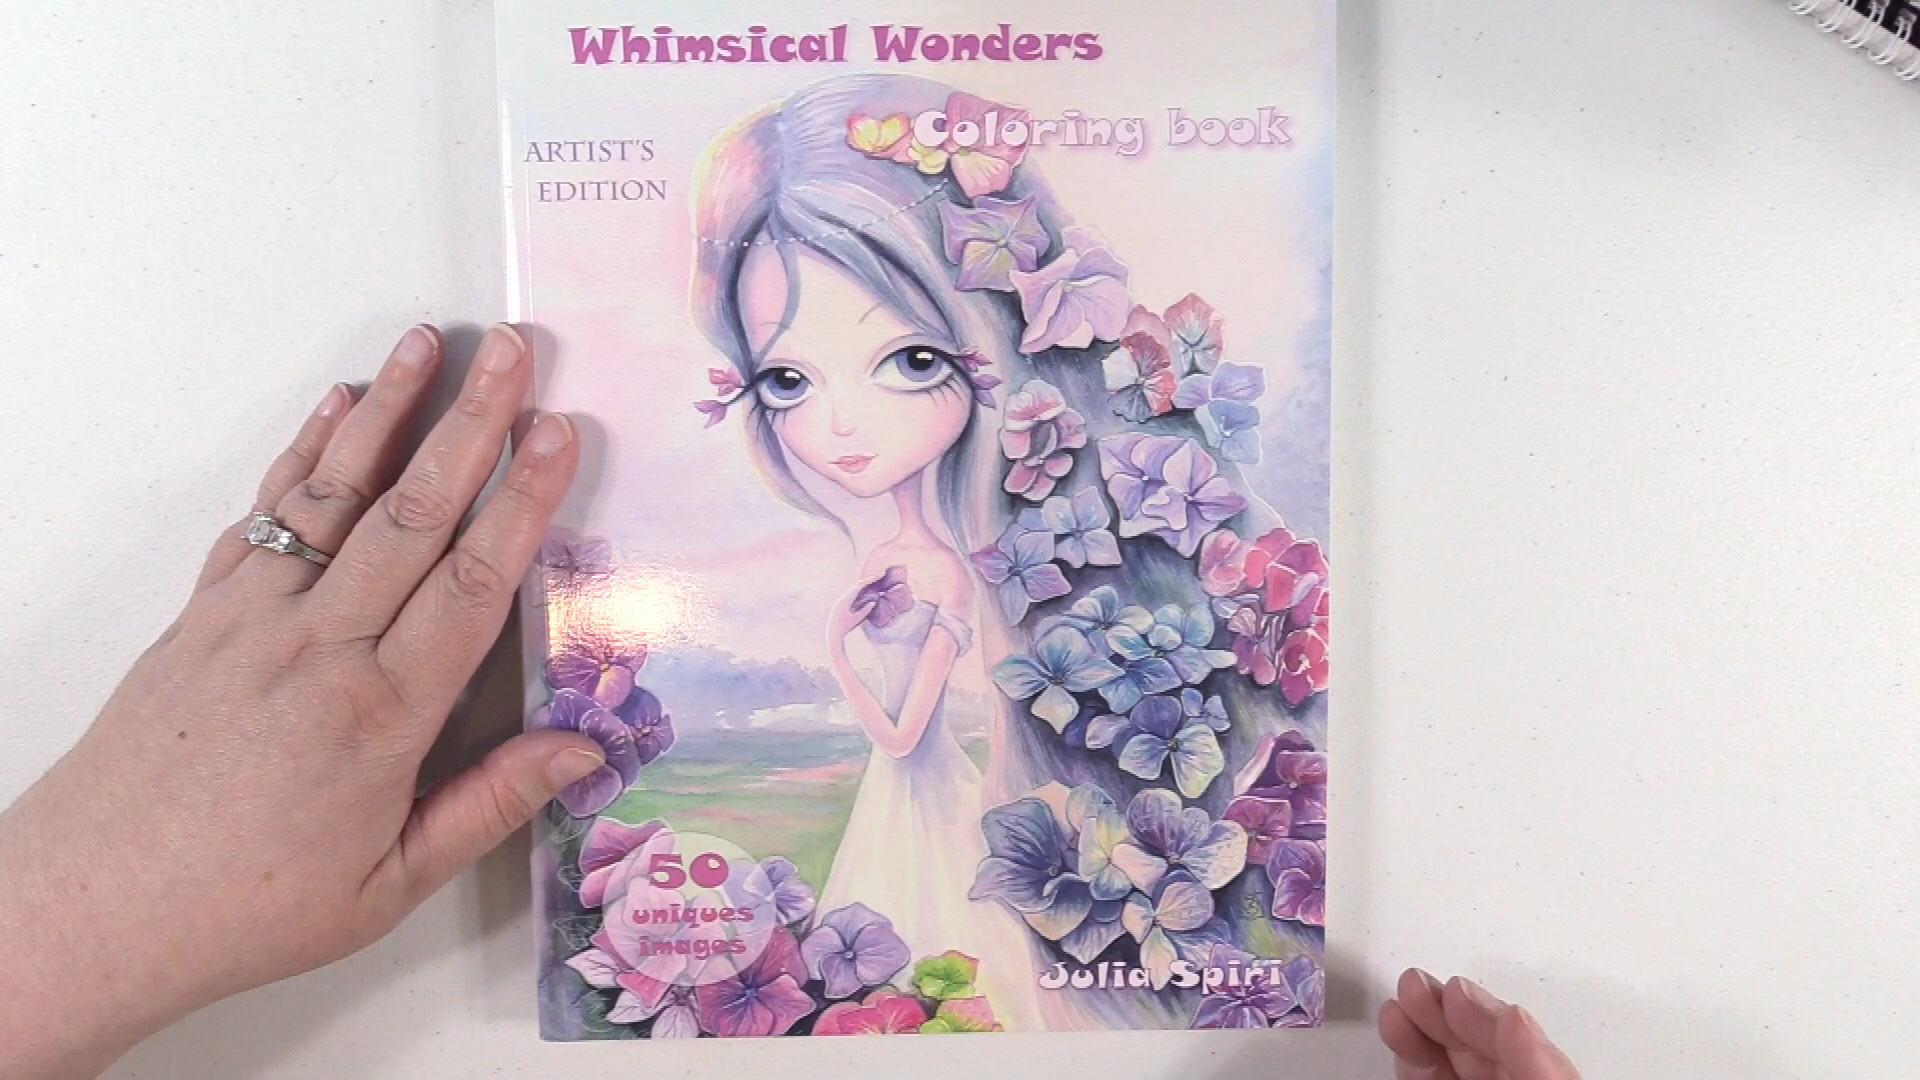 Whimsical Wonders
Coloring book
ARTIST'S
EDITION
50
uniques
images
Julia Spiri